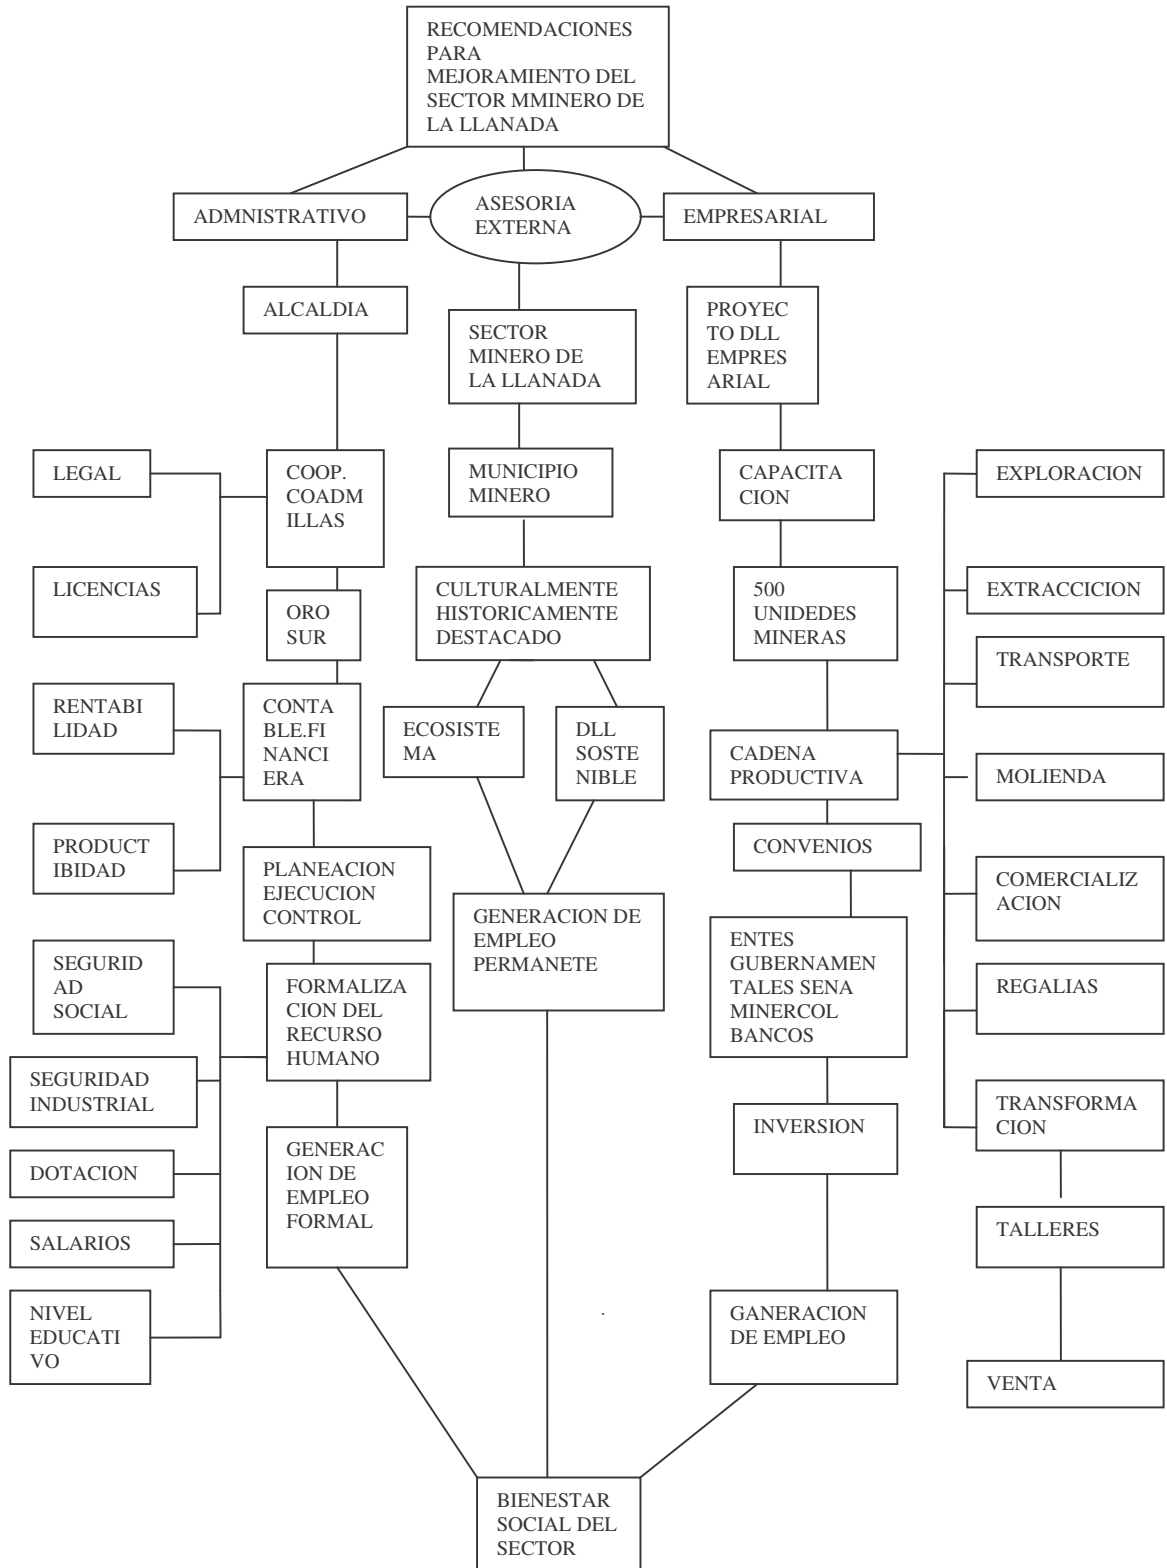 RECOMENDACIONES
PARA
MEJORAMIENTO DEL
SECTOR MMINERO DE
LA LLANADA
ADMNISTRATIVO
ASESORIA
EXTERNA
EMPRESARIAL
ALCALDIA
SECTOR
MINERO DE
LA LLANADA
PROYEC
TO DLL
EMPRES
ARIAL
LEGAL
COOP.
COADM
ILLAS
MUNICIPIO
MINERO
CAPACITA
CION
EXPLORACION
LICENCIAS
ORO
SUR
CULTURALMENTE
HISTORICAMENTE
DESTACADO
500
UNIDEDES
MINERAS
EXTRACCICION
TRANSPORTE
RENTABI
LIDAD
CONTA
BLE.FI
NANCI
ERA
ECOSISTE
MA
DLL
SOSTE
NIBLE
CADENA
PRODUCTIVA
MOLIENDA
PRODUCT
IBIDAD
PLANEACION
EJECUCION
CONTROL
CONVENIOS
COMERCIALIZ
ACION
SEGURID
AD
SOCIAL
FORMALIZA
CION DEL
RECURSO
HUMANO
GENERACION DE
EMPLEO
PERMANETE
ENTES
GUBERNAMEN
TALES SENA
MINERCOL
BANCOS
REGALIAS
SEGURIDAD
INDUSTRIAL
INVERSION
TRANSFORMA
CION
DOTACION
GENERAC
ION DE
EMPLEO
FORMAL
SALARIOS
TALLERES
NIVEL
EDUCATI
VO
GANERACION
DE EMPLEO
VENTA
BIENESTAR
SOCIAL DEL
SECTOR